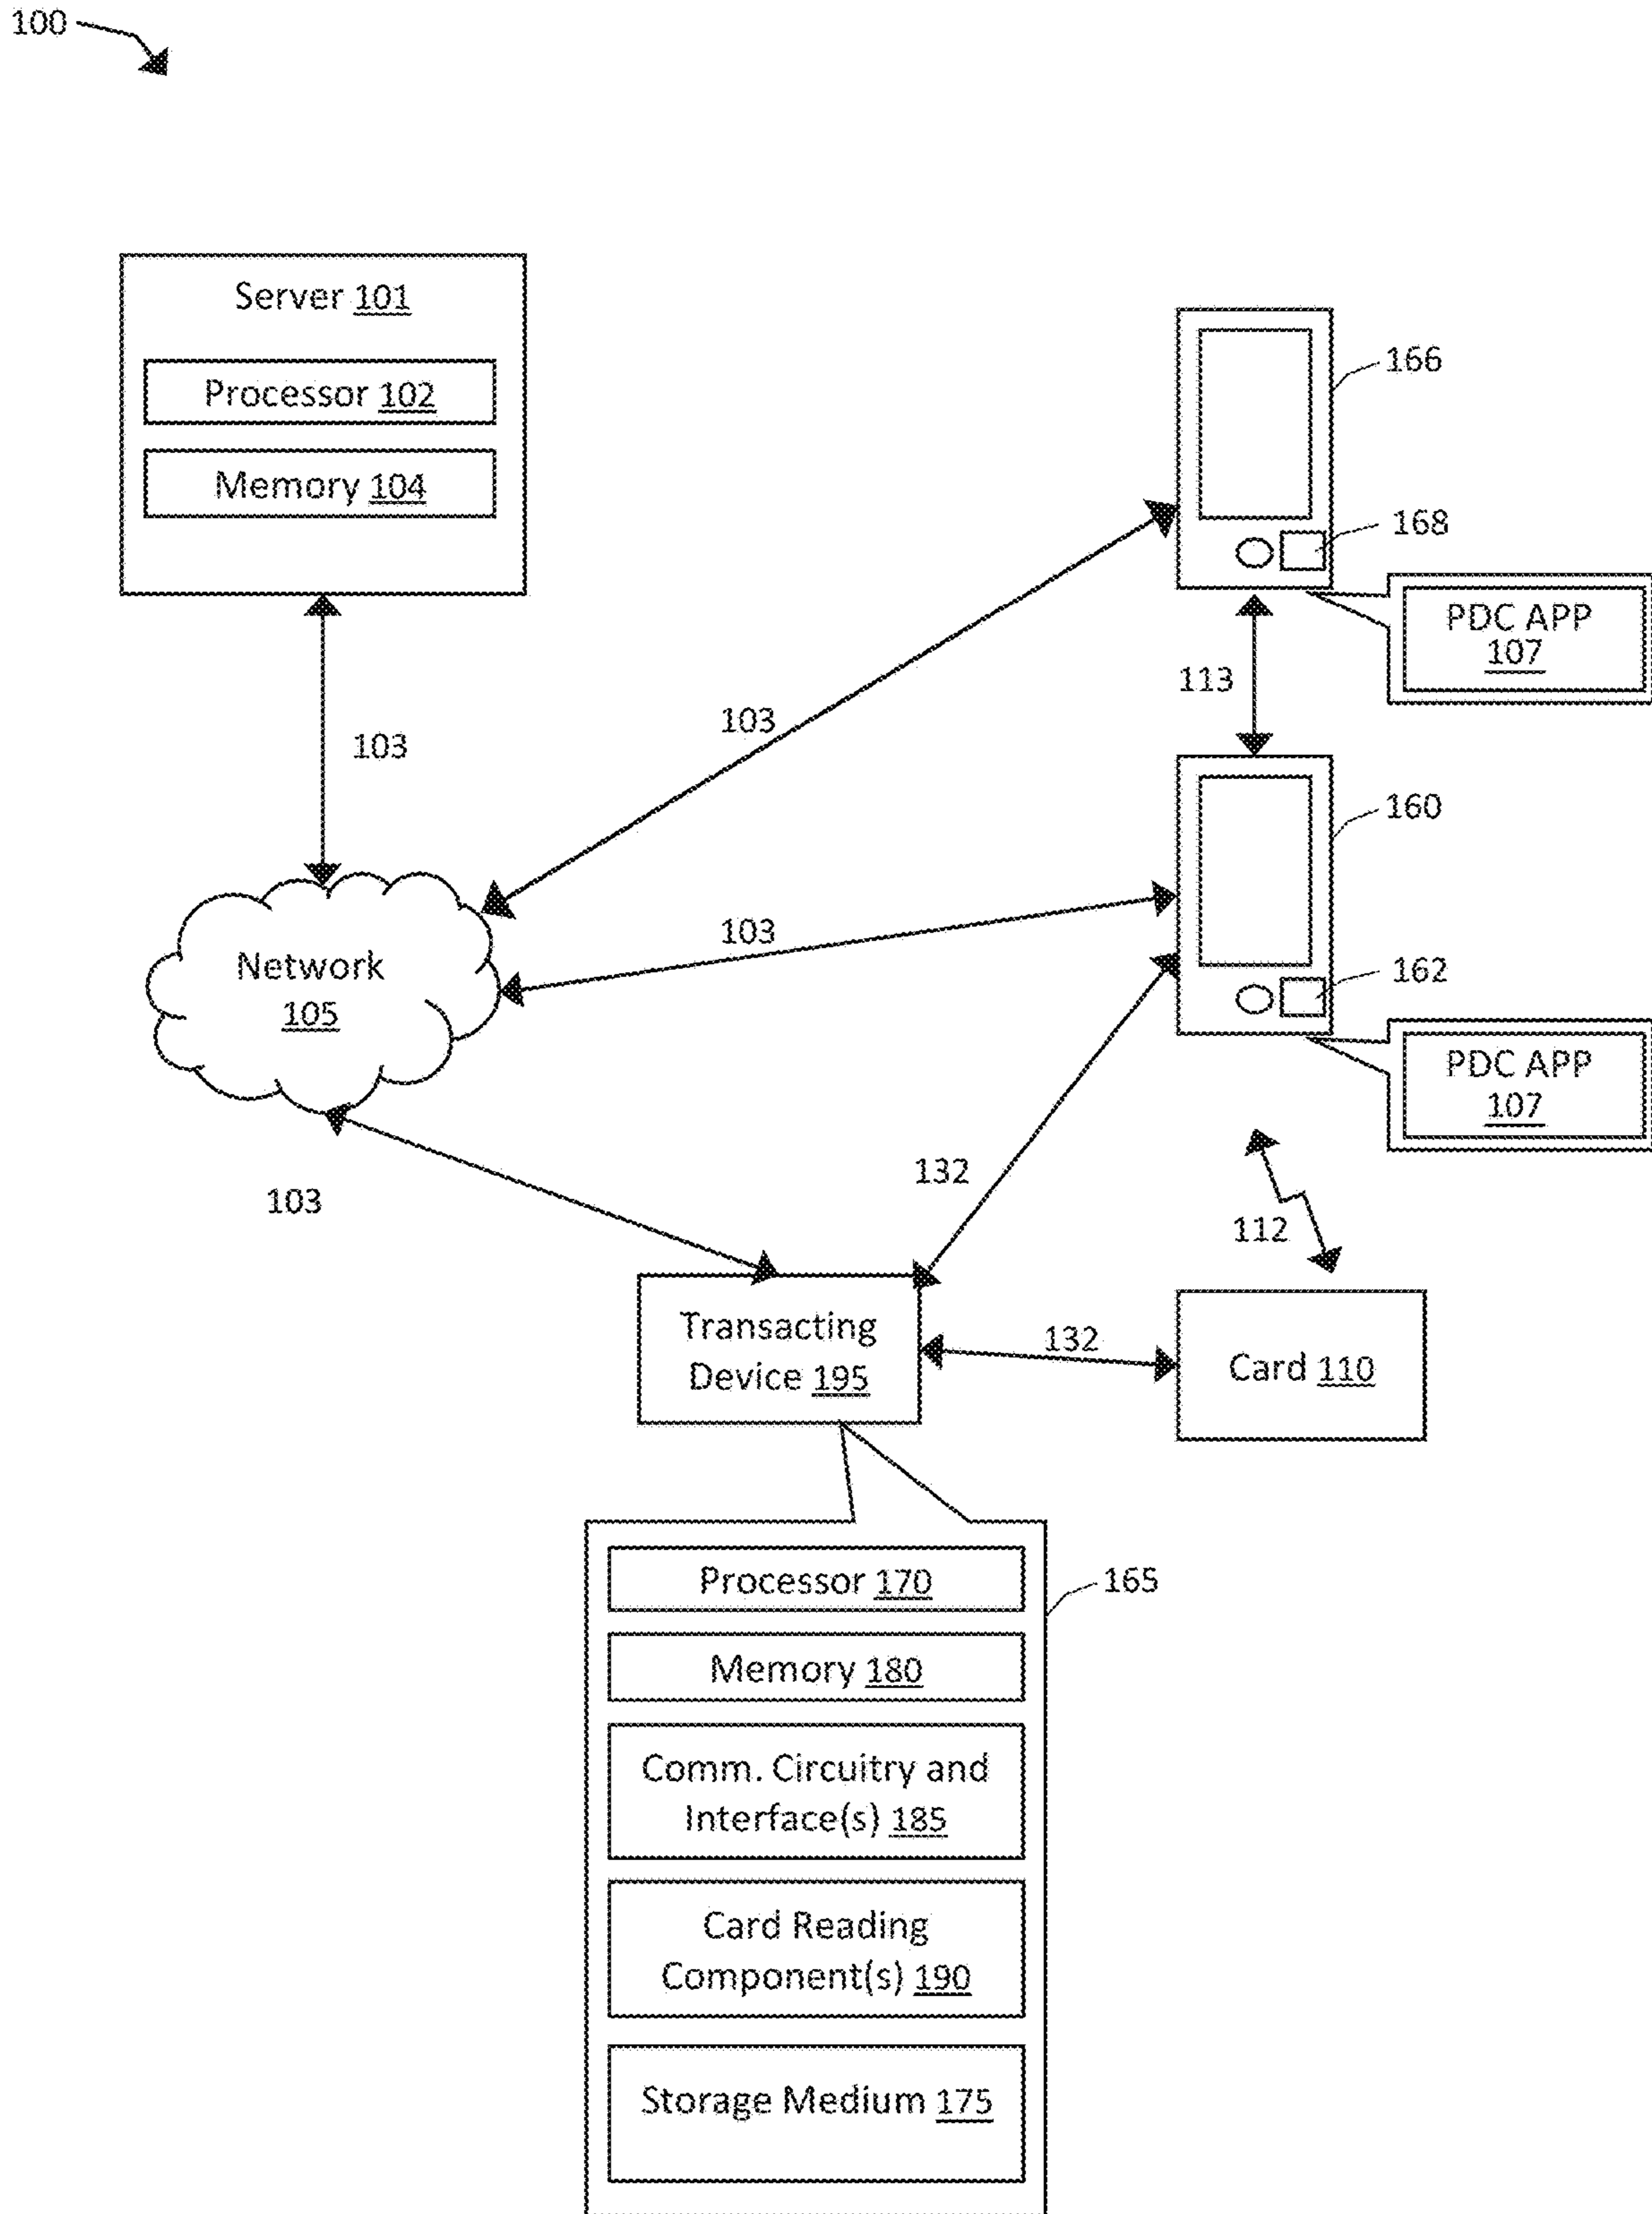 100
Server 101
Processor 102
Memory 104
166
168
PDC APP
107
113
103
103
160
103
Network
105
162
PDC APP
107
132
103
112
Transacting
Device 195
132
Card 110
Processor 170
165
Memory 180
Comm. Circuitry and
Interface(s) 185
Card Reading
Component(s) 190
Storage Medium 175